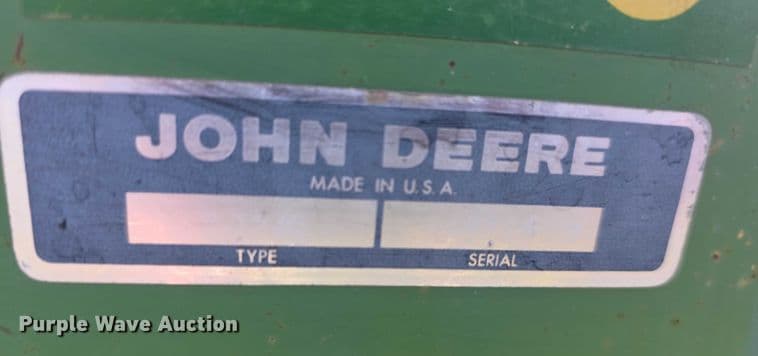 JOHN DEERE
MADE IN U.S.A.
TYPE SERIAL
Purple Wave Auction